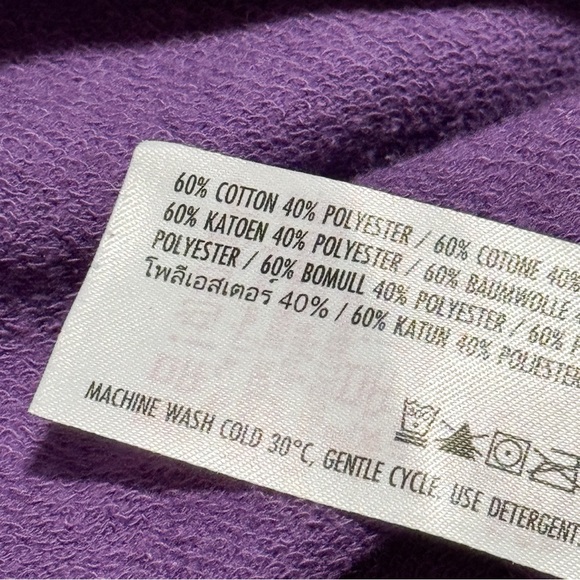 60% COTTON 40% POLYESTER / 60% COTONE 40%
60% KATOEN 40% POLYESTER / 60% BAUMWOLLE
POLYESTER / 60% BOMULL 40% POLYESTER / 60%
โพลีเอสเตอร์ 40% / 60% KATUN 40% POLIESTER
30°
MACHINE WASH COLD 30°C, GENTLE CYCLE. USE DETERGENT